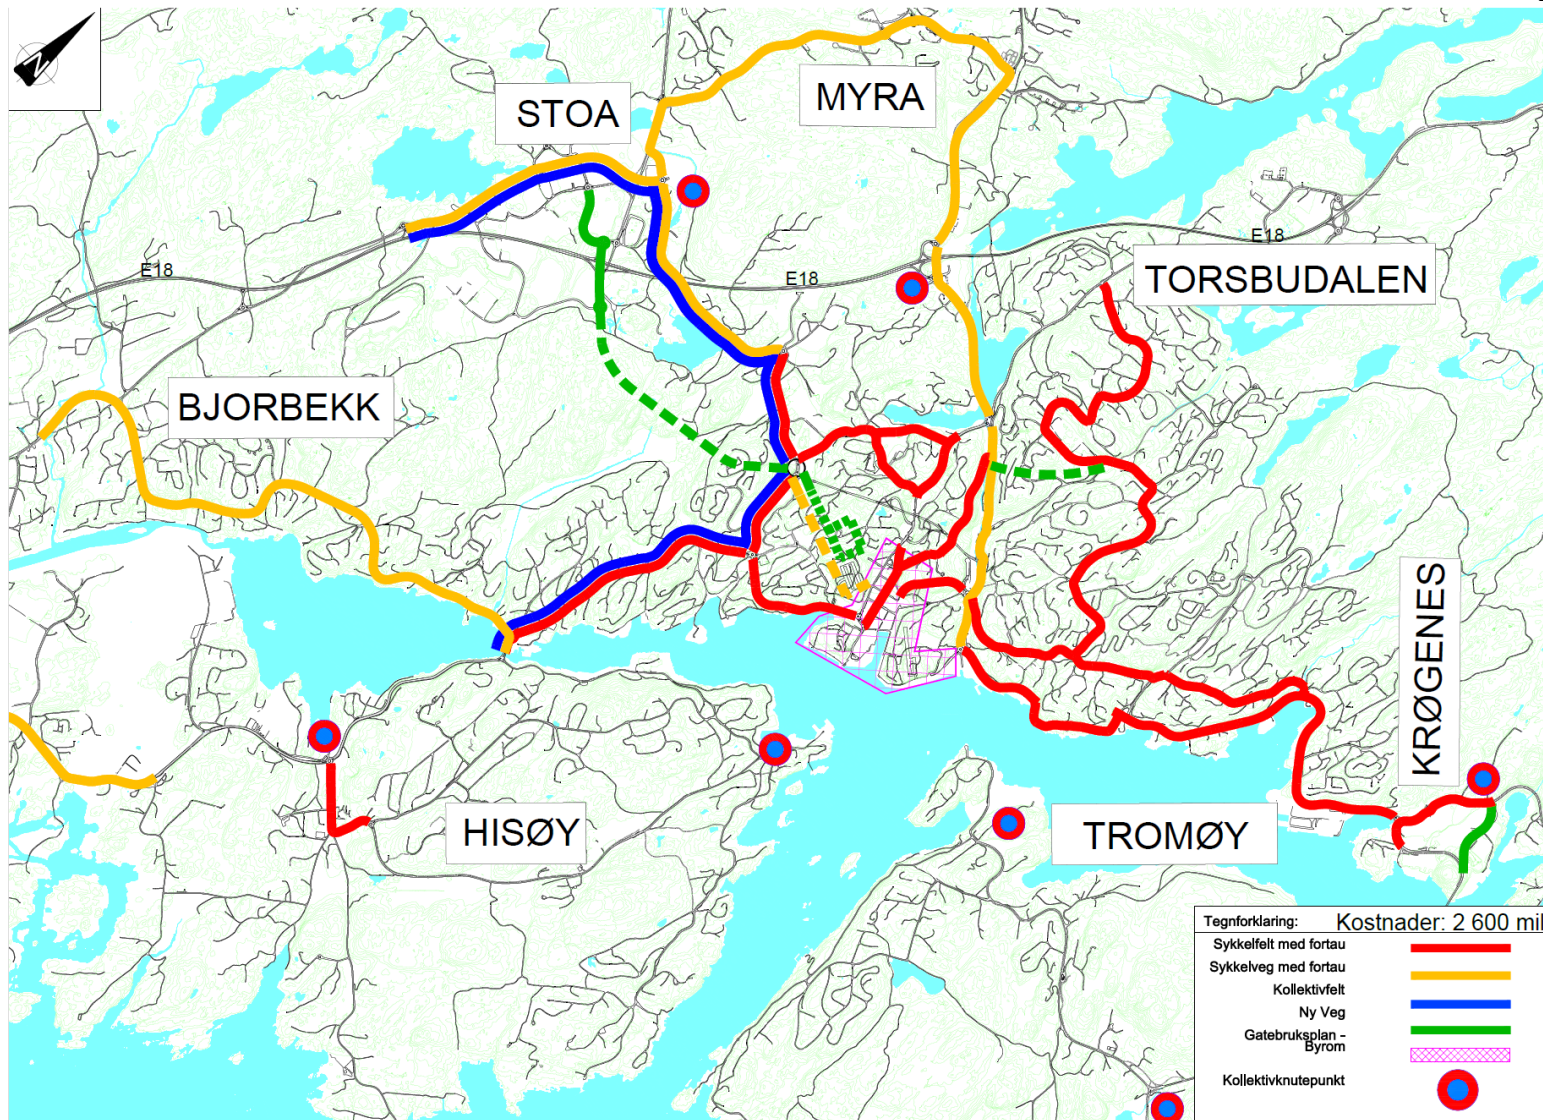 N
STOA
MYRA
E18
E18
E18
TORSBUDALEN
BJORBEKK
KRØGENES
HISØY
TROMØY
Tegnforklaring: Kostnader: 2 600 mil
Sykkelfelt med fortau
Sykkelveg med fortau
Kollektivfelt
Ny Veg
Gatebruksplan -
Byrom
Kollektivknutepunkt